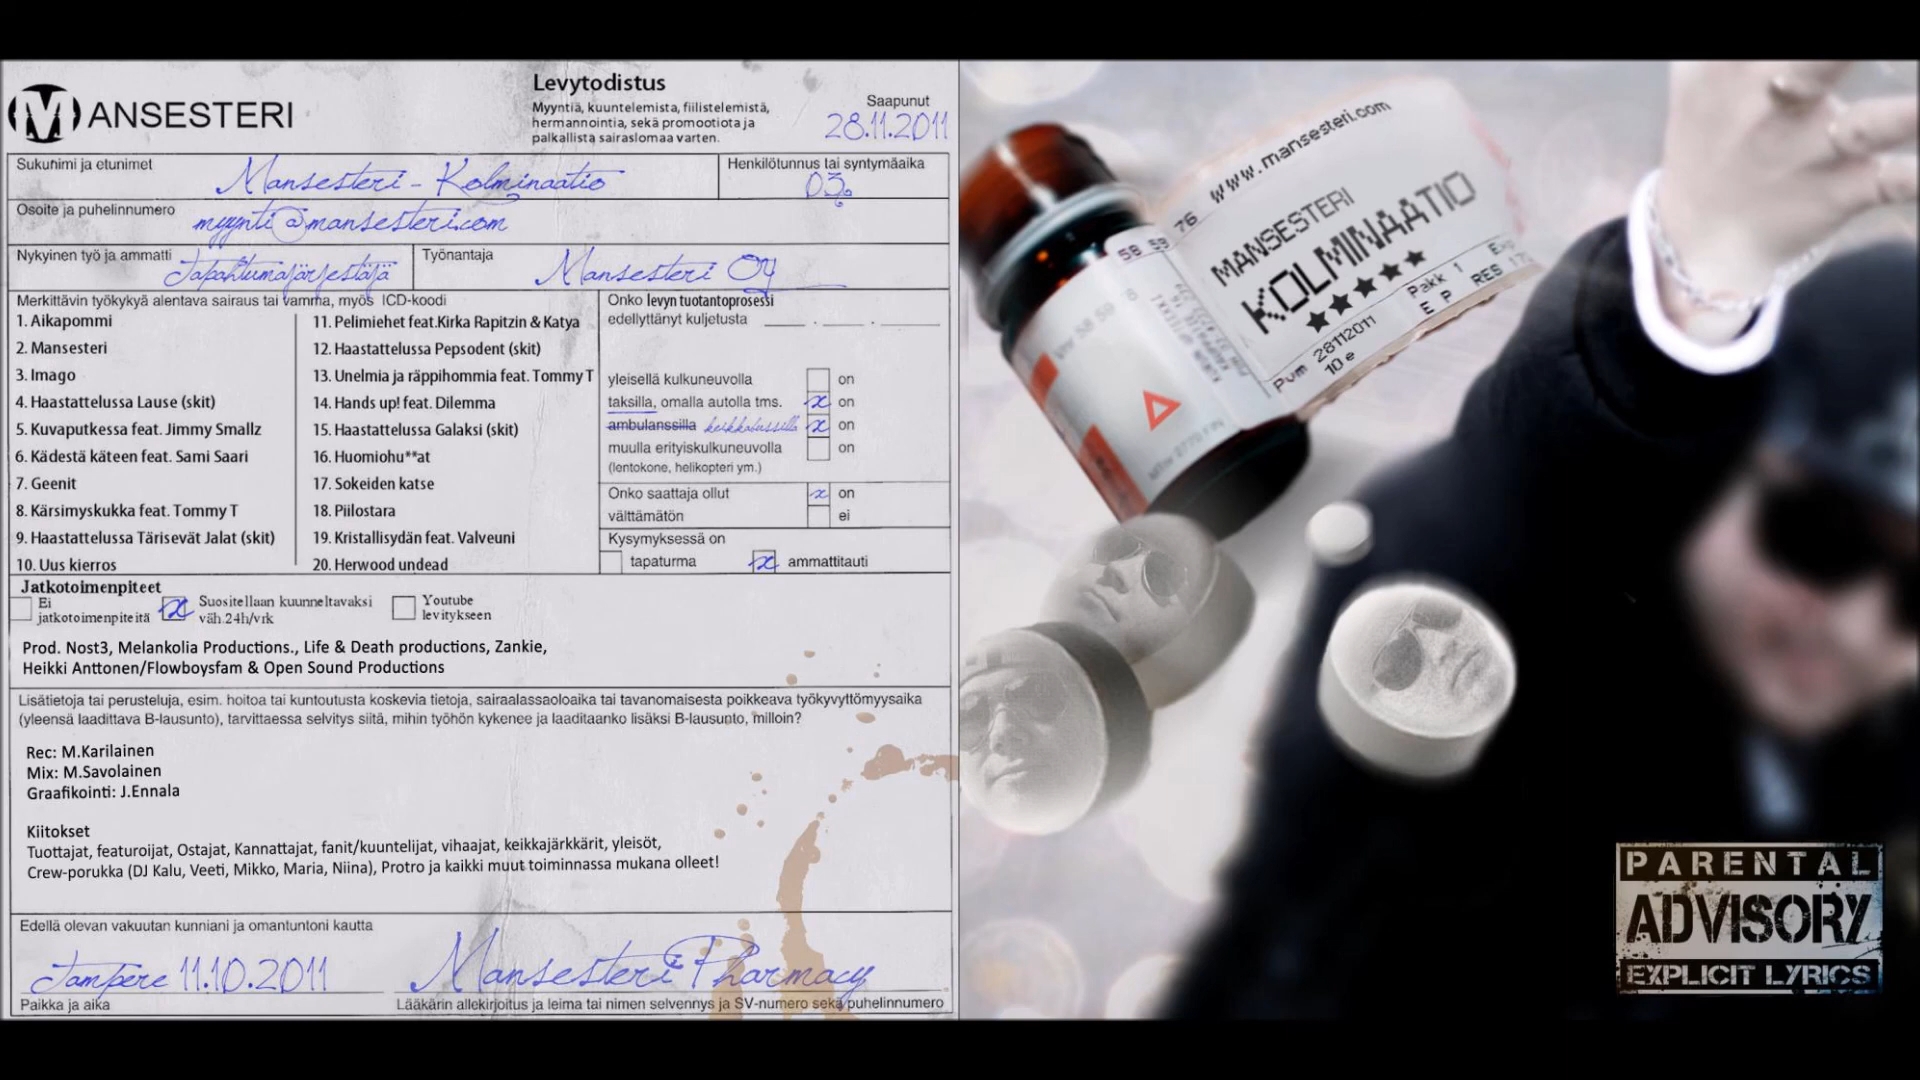 MANSESTERI
Levytodistus
Myyntiä, kuuntelemista, fiilistelemistä,
hermannointia, sekä promootiota ja
palkallista sairaslomaa varten.
Saapunut
28.11.2011
Sukunimi ja etunimet
Mansesteri - Kolminaatio
Henkilötunnus tai syntymäaika
03.
Osoite ja puhelinnumero
myynti@mansesteri.com
Nykyinen työ ja ammatti
Tapahtumajärjestäjä
Työnantaja
Mansesteri OY
Merkittävin työkykyä alentava sairaus tai vamma, myös ICD-koodi
1. Aikapommi
2. Mansesteri
3. Imago
4. Haastattelussa Lause (skit)
5. Kuvaputkessa feat. Jimmy Smallz
6. Kädestä käteen feat. Sami Saari
7. Geenit
8. Kärsimyskukka feat. Tommy T
9. Haastattelussa Tärisevät Jalat (skit)
10. Uus kierros
11. Pelimiehet feat.Kirka Rapitzin & Katya
12. Haastattelussa Pepsodent (skit)
13. Unelmia ja räppihommia feat. Tommy T
14. Hands up! feat. Dilemma
15. Haastattelussa Galaksi (skit)
16. Huomiohu**at
17. Sokeiden katse
18. Piilostara
19. Kristallisydän feat. Valveuni
20. Herwood undead
Onko levyn tuotantoprosessi
edellyttänyt kuljetusta
yleisellä kulkuneuvolla on
taksilla, omalla autolla tms. x on
ambulanssilla keikkabussilla x on
muulla erityiskulkuneuvolla on
(lentokone, helikopteri ym.)
Onko saattaja ollut x on
välttämätön ei
Kysymyksessä on
tapaturma x ammattitauti
Jatkotoimenpiteet
Ei
jatkotoimenpiteitä
x Suositellaan kuunneltavaksi
väh.24h/vrk
Youtube
levitykseen
Prod. Nost3, Melankolia Productions., Life & Death productions, Zankie,
Heikki Anttonen/Flowboysfam & Open Sound Productions
Lisätietoja tai perusteluja, esim. hoitoa tai kuntoutusta koskevia tietoja, sairaalassaoloaika tai tavanomaisesta poikkeava työkyvyttömyysaika
(yleensä laadittava B-lausunto), tarvittaessa selvitys siitä, mihin työhön kykenee ja laaditaanko lisäksi B-lausunto, milloin?
Rec: M.Karilainen
Mix: M.Savolainen
Graafikointi: J.Ennala
Kiitokset
Tuottajat, featuroijat, Ostajat, Kannattajat, fanit/kuuntelijat, vihaajat, keikkajärkkärit, yleisöt,
Crew-porukka (DJ Kalu, Veeti, Mikko, Maria, Niina), Protro ja kaikki muut toiminnassa mukana olleet!
Edellä olevan vakuutan kunniani ja omantuntoni kautta
Tampere 11.10.2011
Mansesteri Pharmacy
Paikka ja aika
Lääkärin allekirjoitus ja leima tai nimen selvennys ja SV-numero sekä puhelinnumero
58 59 76 www.mansesteri.com
MANSESTERI
KOLMINAATIO
Pakk 1
Pvm 28112011 E P RES
10 e
PARENTAL
ADVISORY
EXPLICIT LYRICS